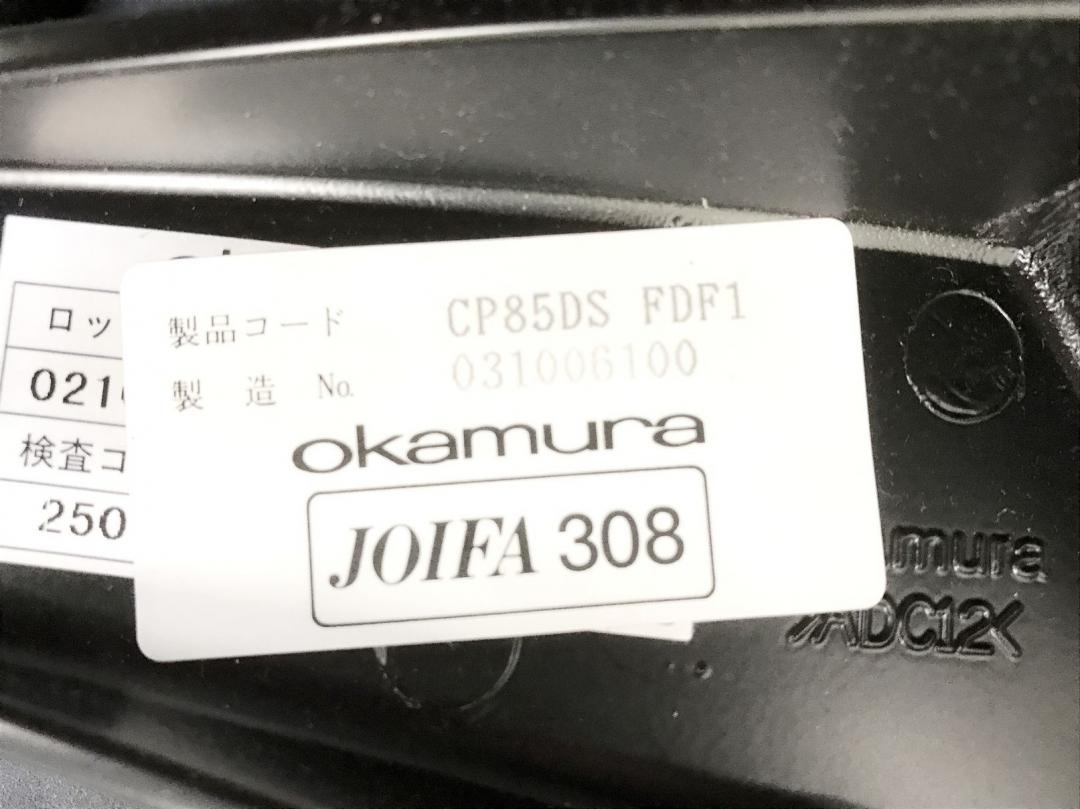 製品コード CP85DS FDF1
製 造 No. 031006100
okamura
JOIFA 308
ロッ
021
検査コ
250
mura
>ADC12<